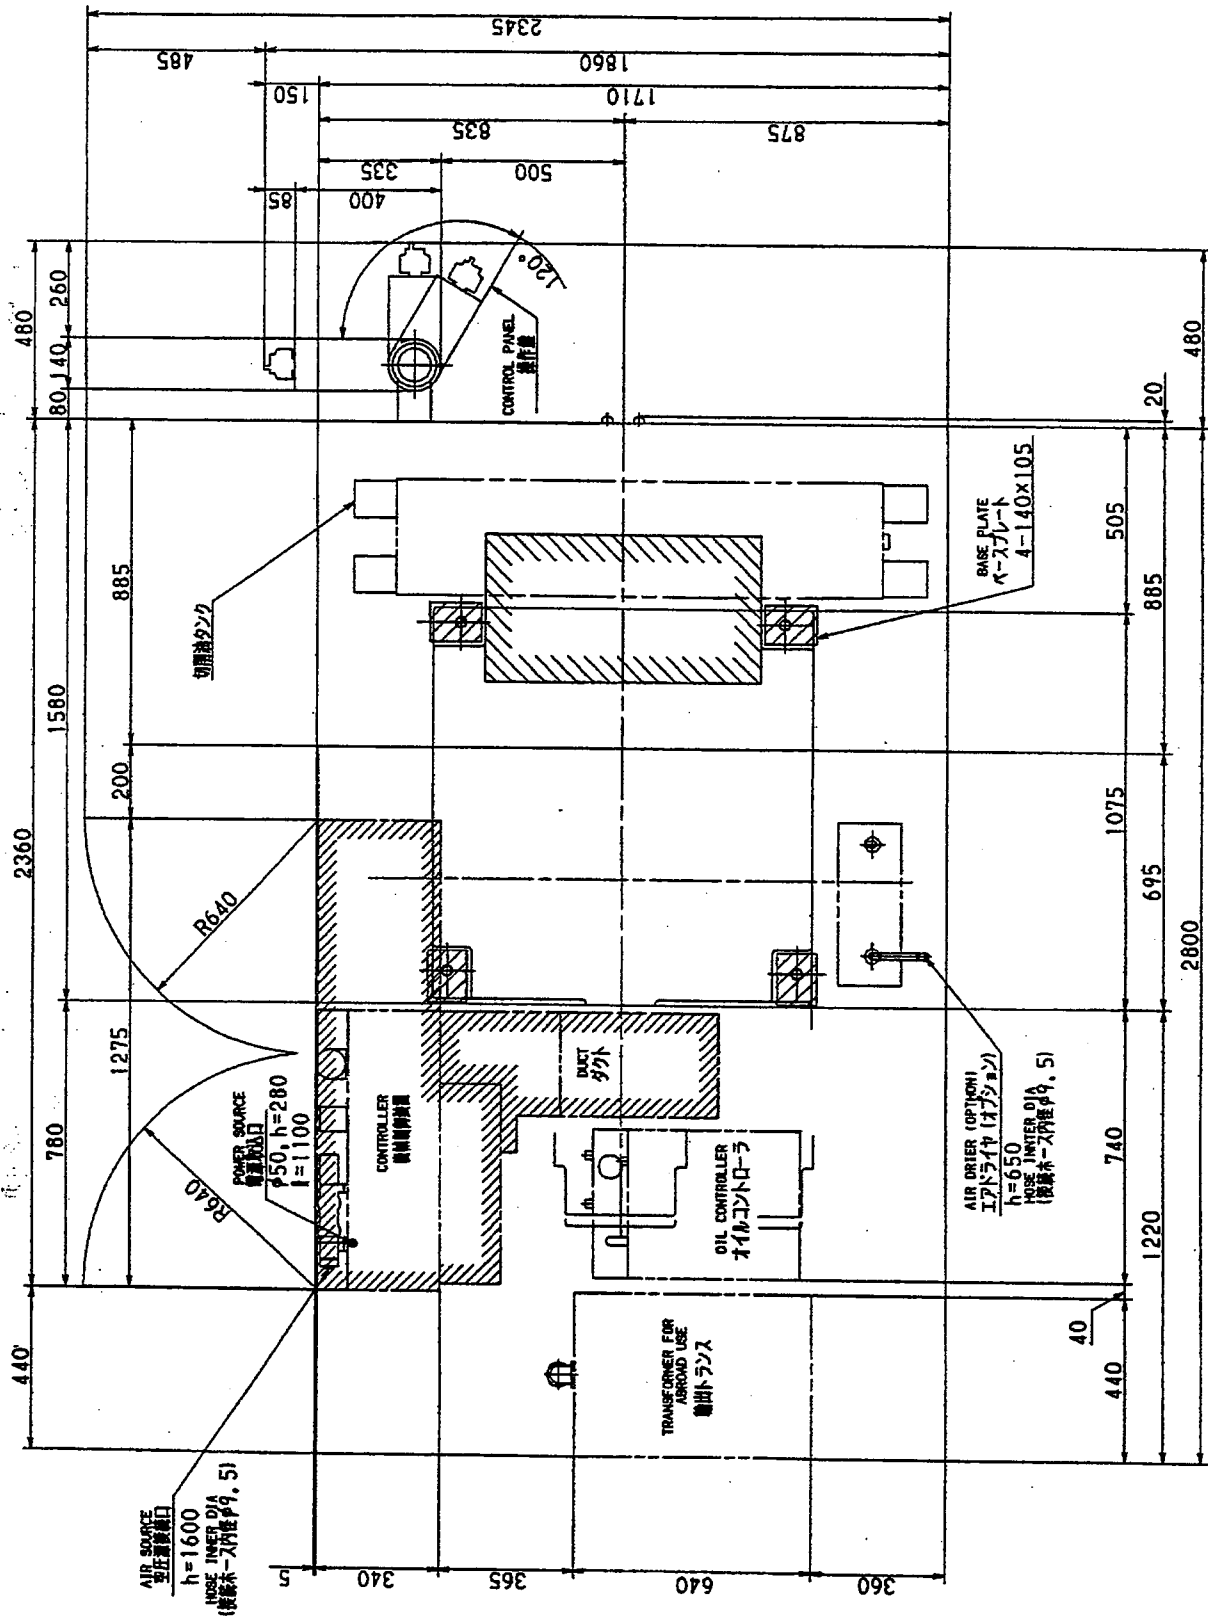 2345
485
1860
150
1710
835
875
335
500
85
400
480
260
140
80
120°
CONTROL PANEL
操作盤
480
20
2360
1580
885
200
1275
780
440
切削油タンク
BASE PLATE
ベースプレート
4-140×105
505
885
1075
695
2800
R640
R640
POWER SOURCE
電源取込口
φ50, h=280
ℓ=1100
CONTROLLER
機械制御装置
DUCT
ダクト
OIL CONTROLLER
オイルコントローラ
AIR DRIER (OPTHON)
エアドライヤ (オプション)
h=650
HOSE INNTER DIA
(接続ホース内径φ9.5)
740
1220
40
440
TRANSFORNER FOR
ABROAD USE
輸出トランス
AIR SOURCE
空圧源接続口
h=1600
HOSE INNER DIA
(接続ホース内径φ9.5)
5
340
365
640
360